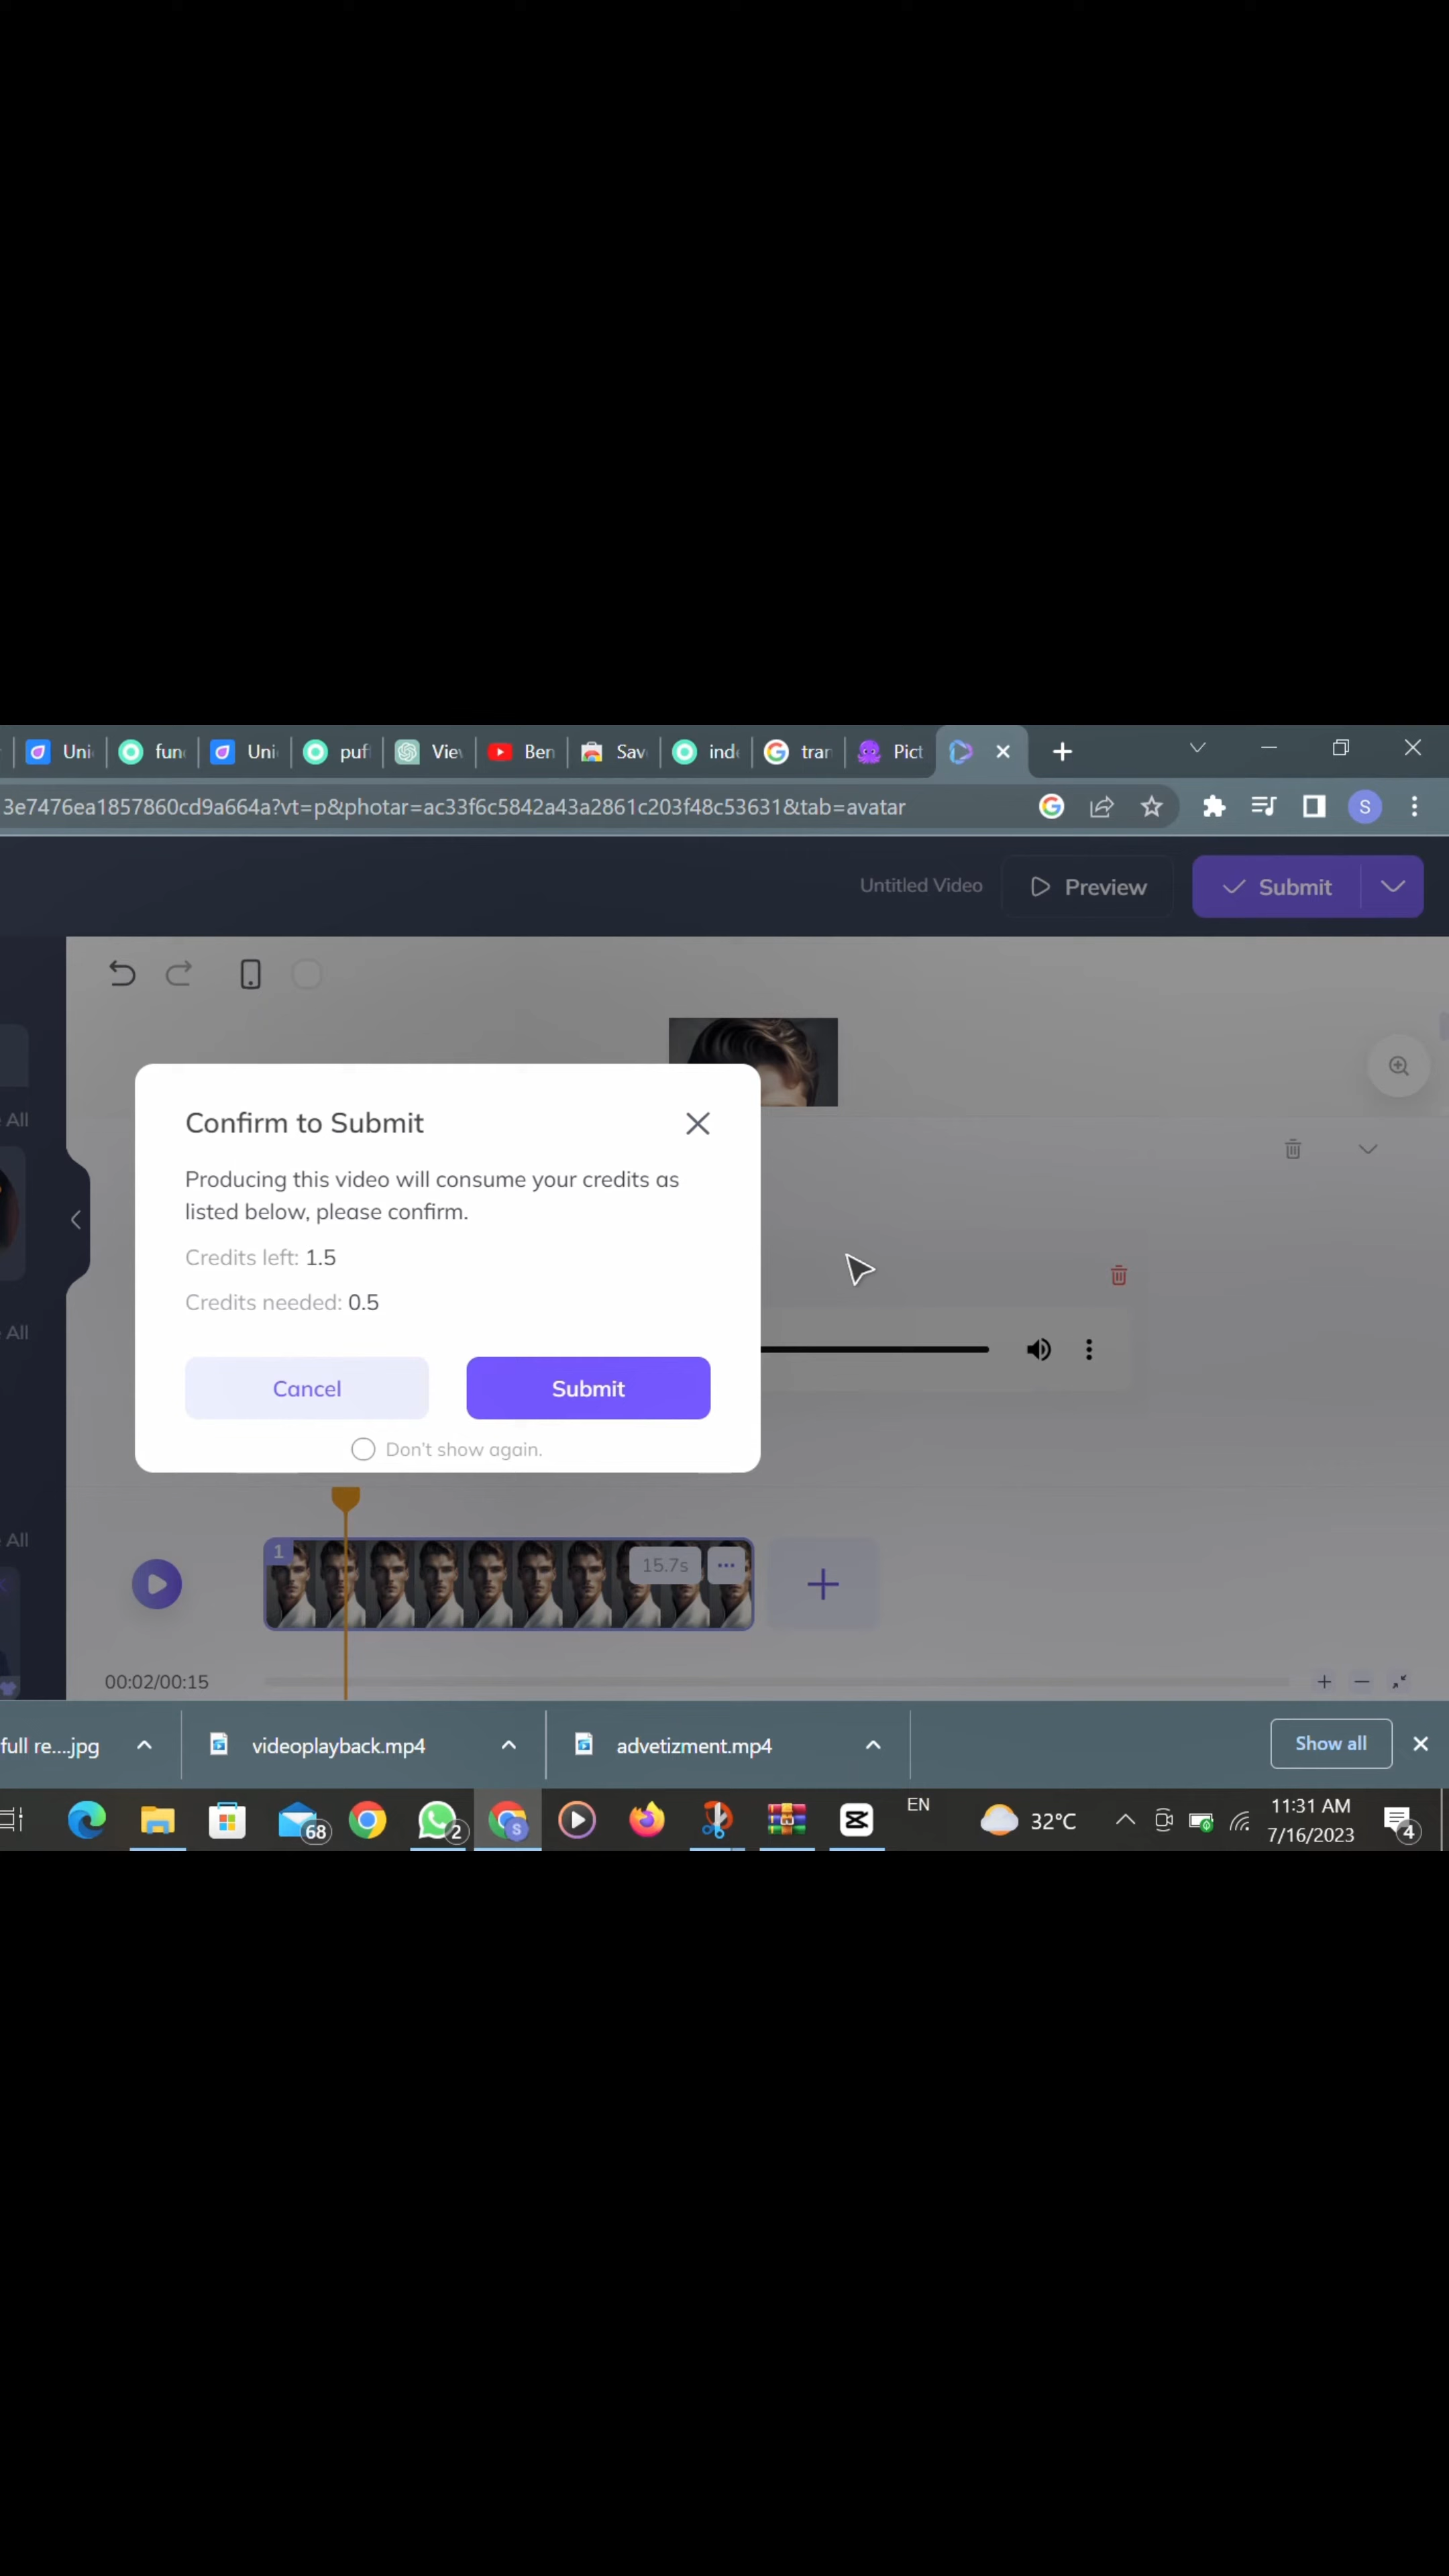 Uni
fun
Uni
puf
Viev
Ben
Sav
inde
tran
Pict
3e7476ea1857860cd9a664a?vt=p&photar=ac33f6c5842a43a2861c203f48c53631&tab=avatar
S
Untitled Video
Preview
Submit
All
Confirm to Submit
Producing this video will consume your credits as
listed below, please confirm.
Credits left: 1.5
Credits needed: 0.5
All
Cancel
Submit
Don't show again.
All
1
15.7s
00:02/00:15
full re....jpg
videoplayback.mp4
advetizment.mp4
Show all
68
2
S
EN
32°C
11:31 AM
7/16/2023
4